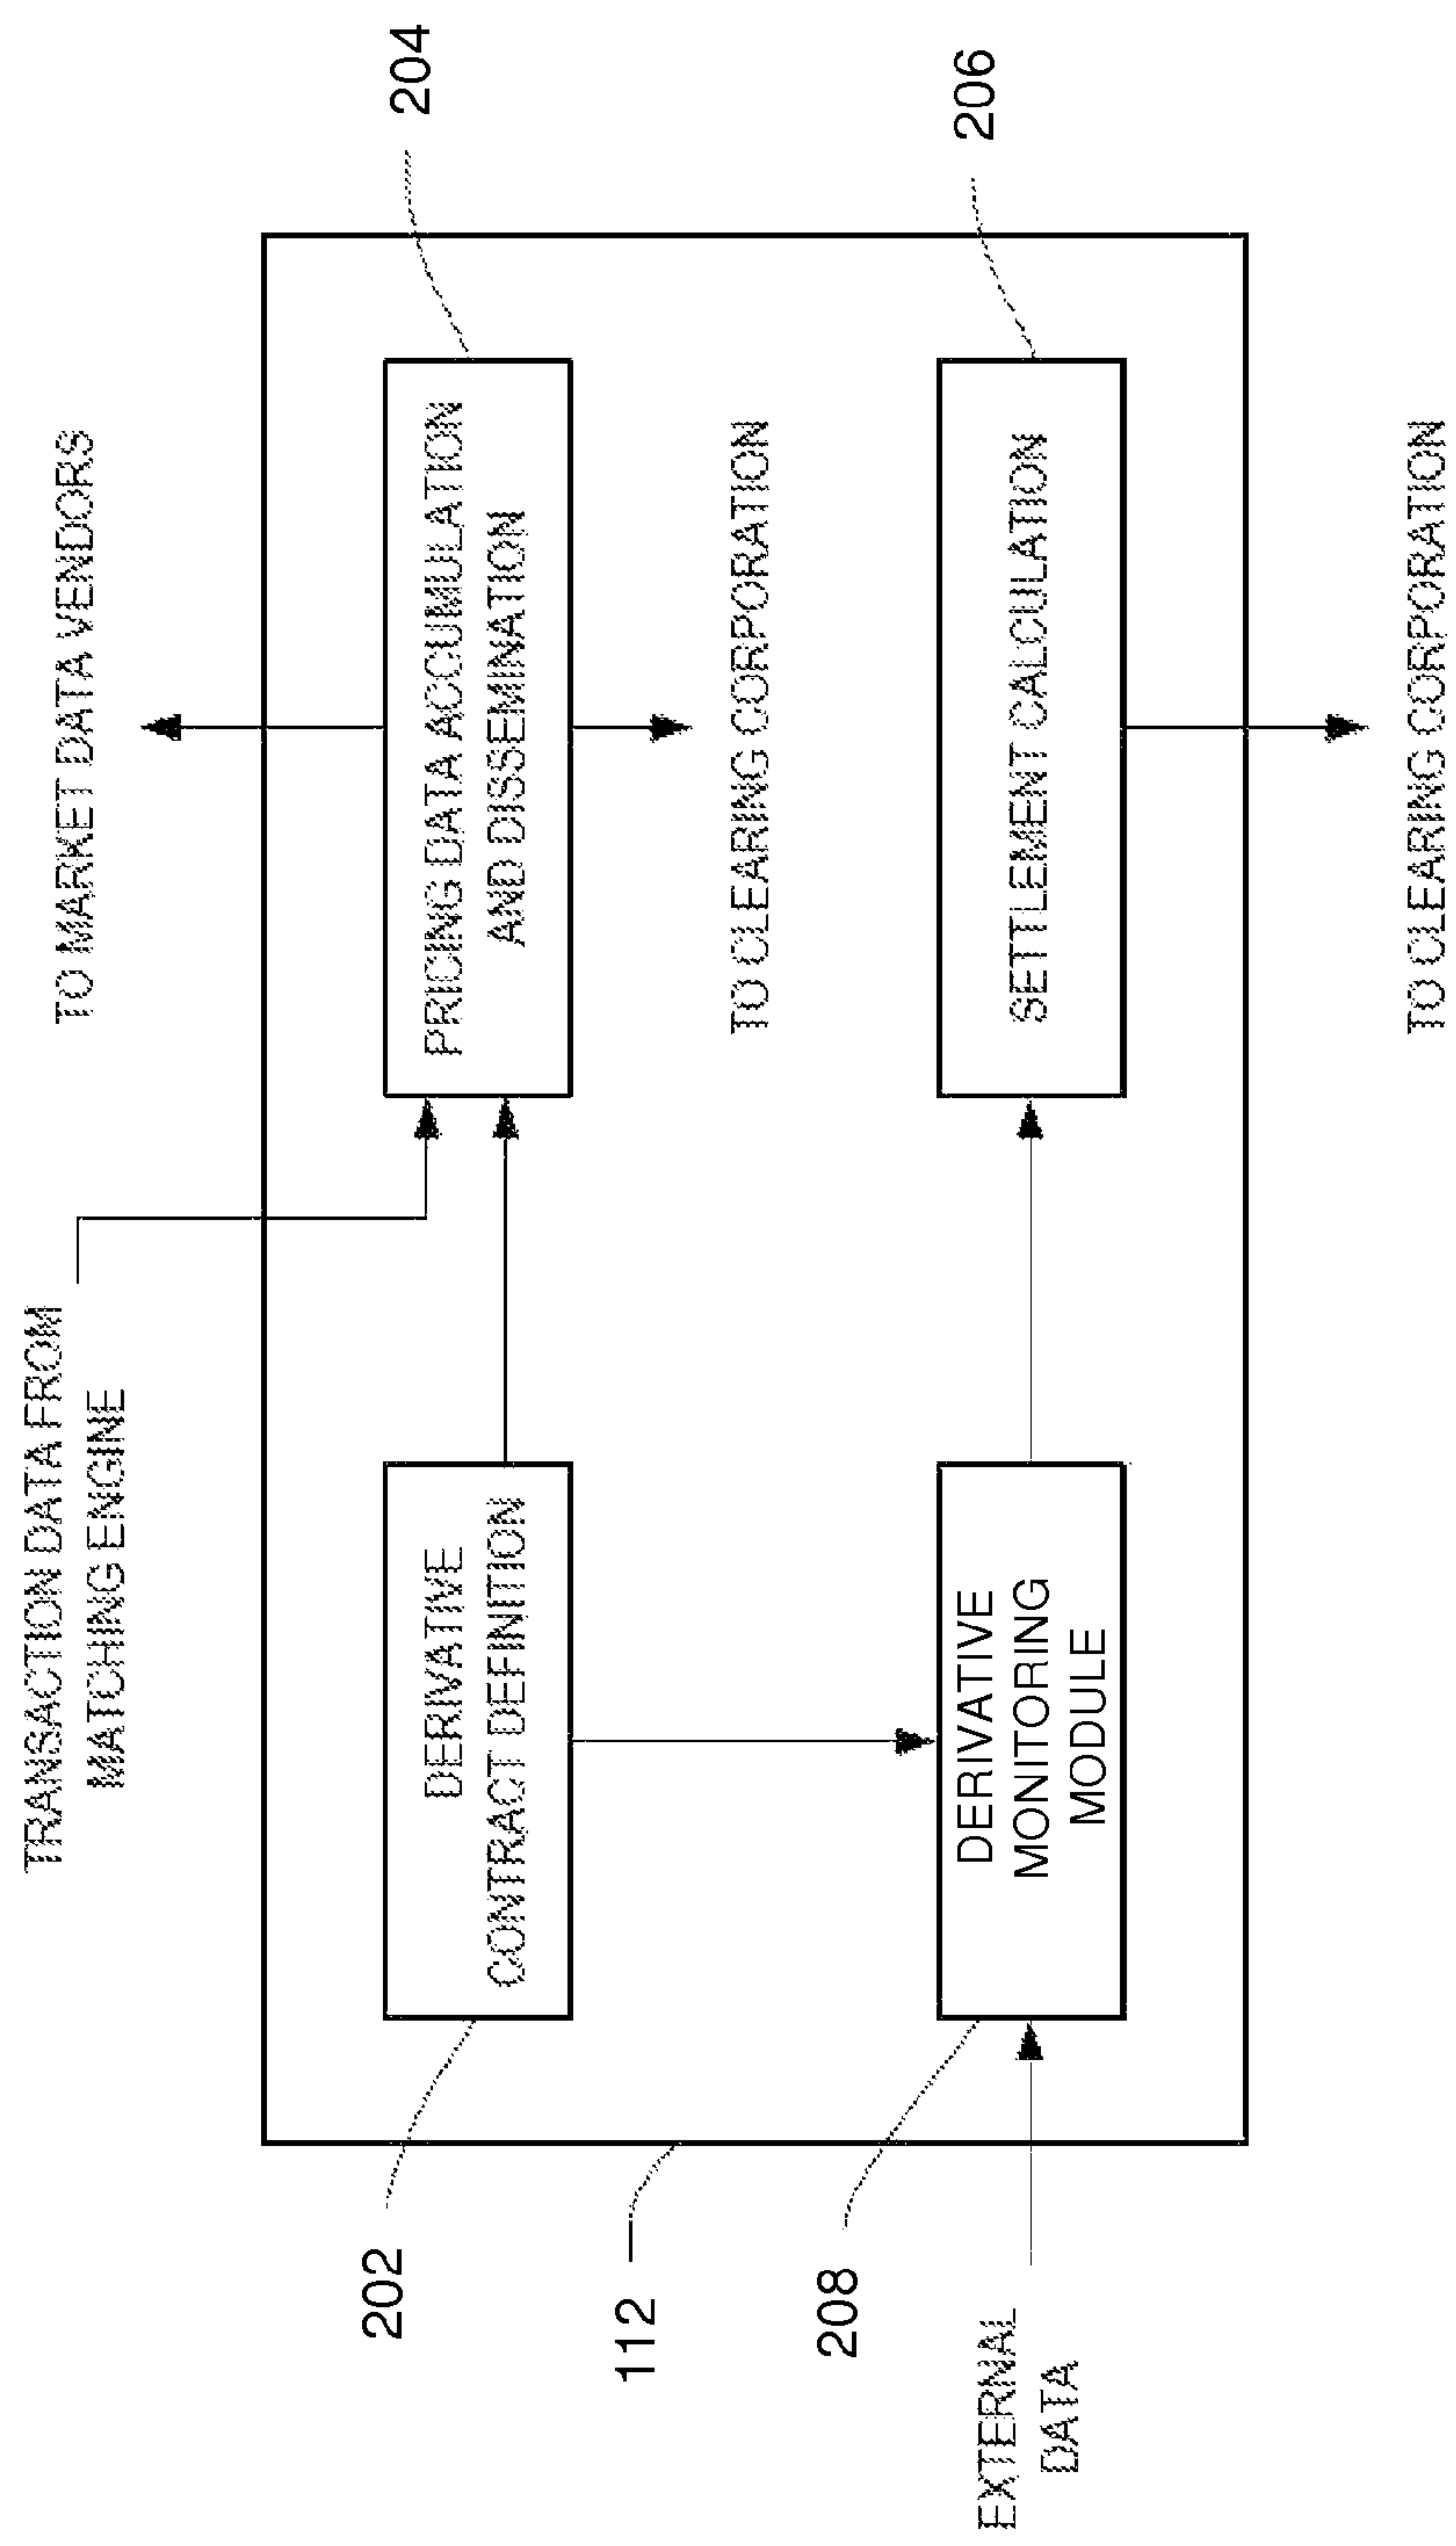 TRANSACTION DATA FROM
MATCHING ENGINE
TO MARKET DATA VENDORS
202
DERIVATIVE
CONTRACT DEFINITION
PRICING DATA ACCUMULATION
AND DISSEMINATION
204
112
TO CLEARING CORPORATION
208
EXTERNAL
DATA
DERIVATIVE
MONITORING
MODULE
SETTLEMENT CALCULATION
206
TO CLEARING CORPORATION